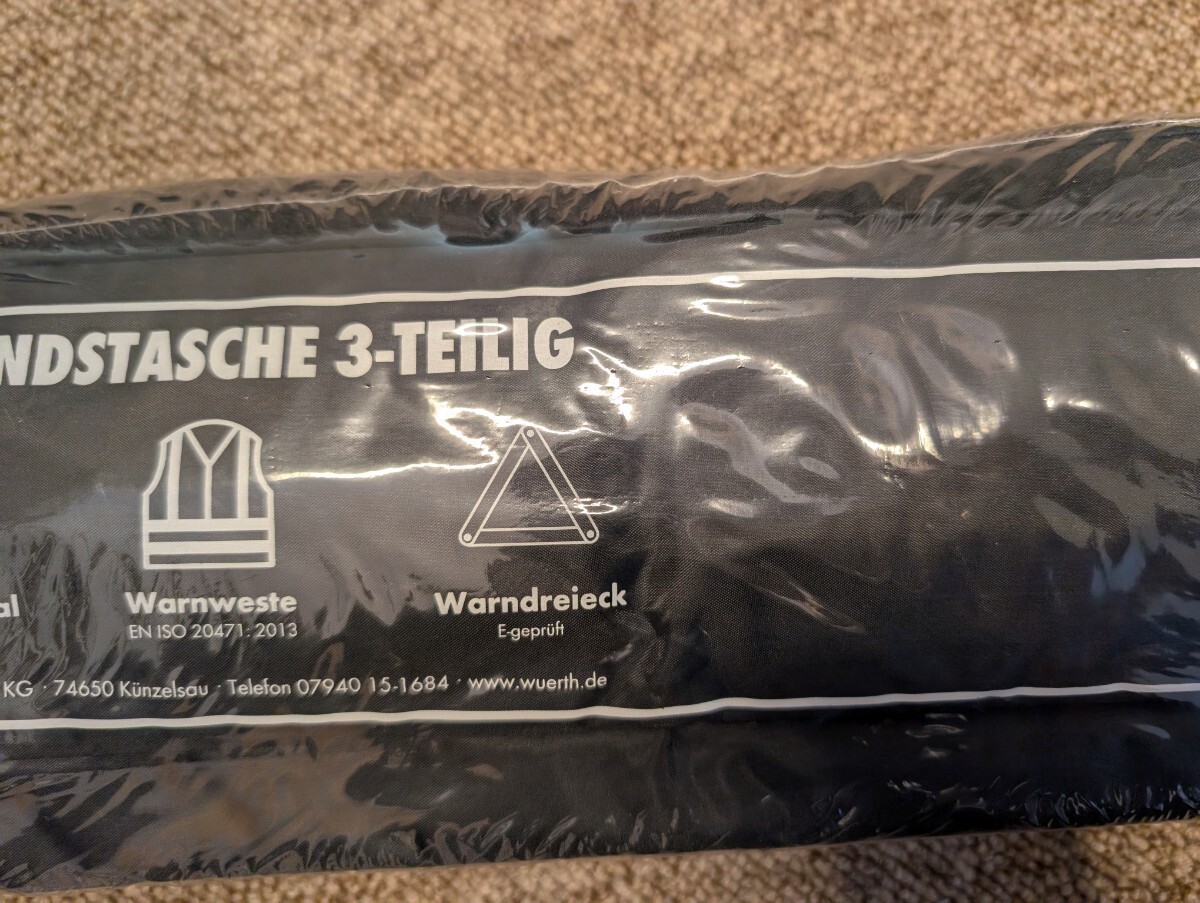 NDSTASCHE 3-TEILIG
al
Warnweste
EN ISO 20471: 2013
Warndreieck
E-geprüft
KG · 74650 Künzelsau · Telefon 07940 15-1684 · www.wuerth.de